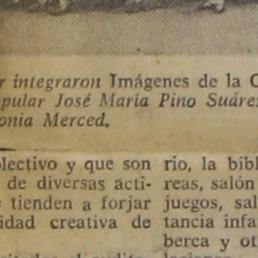 r integraron Imágenes de la C
pular José María Pino Suáre
onia Merced.
lectivo y que son
de diversas acti-
e tienden a forjar
idad creativa de
rio, la bibl
reas, salón
juegos, sal
tancia infa
berca y ot